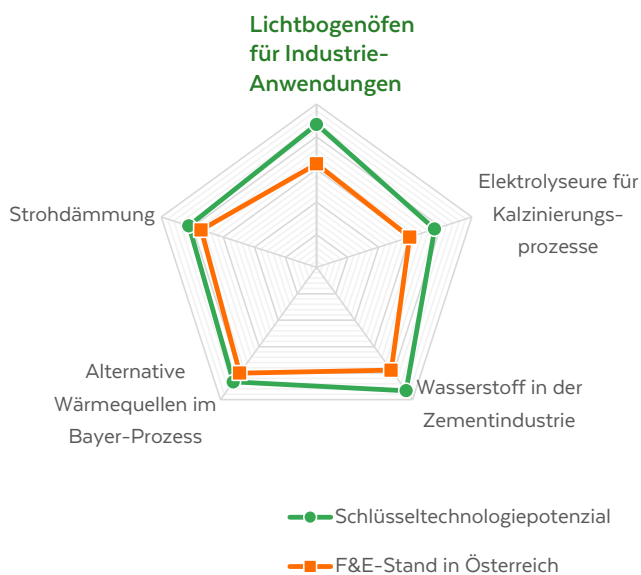 Lichtbogenöfen
für Industrie-
Anwendungen
Elektrolyseure für
Kalzinierungs-
prozesse
Strohdämmung
Alternative
Wärmequellen im
Bayer-Prozess
Wasserstoff in der
Zementindustrie
Schlüsseltechnologiepotenzial
F&E-Stand in Österreich